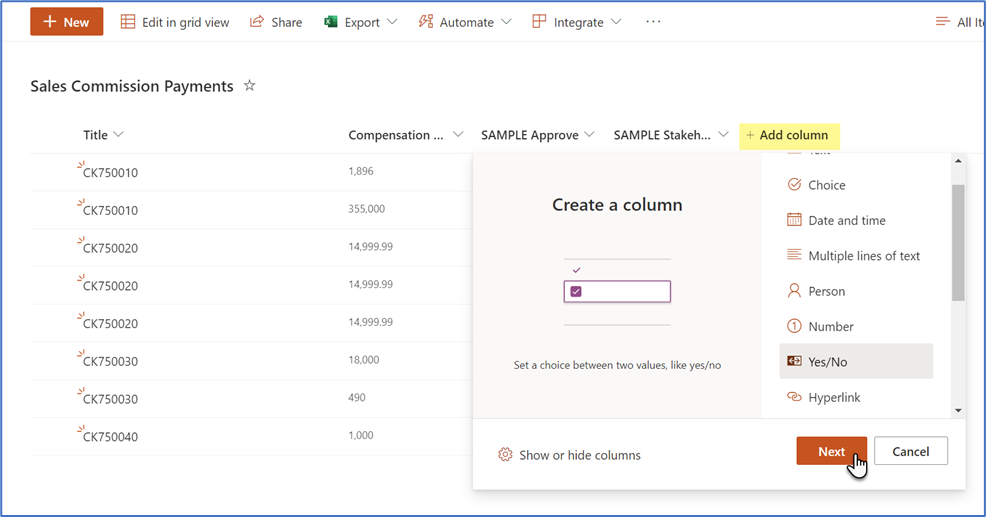 New Edit in grid view Share Export Automate Integrate ··· All Ite
Sales Commission Payments
Title Compensation ... SAMPLE Approve SAMPLE Stakeh... + Add column
CK750010 1,896
CK750010 355,000
CK750020 14,999.99
CK750020 14,999.99
CK750020 14,999.99
CK750030 18,000
CK750030 490
CK750040 1,000
Create a column
Set a choice between two values, like yes/no
Choice
Date and time
Multiple lines of text
Person
Number
Yes/No
Hyperlink
Show or hide columns
Next Cancel